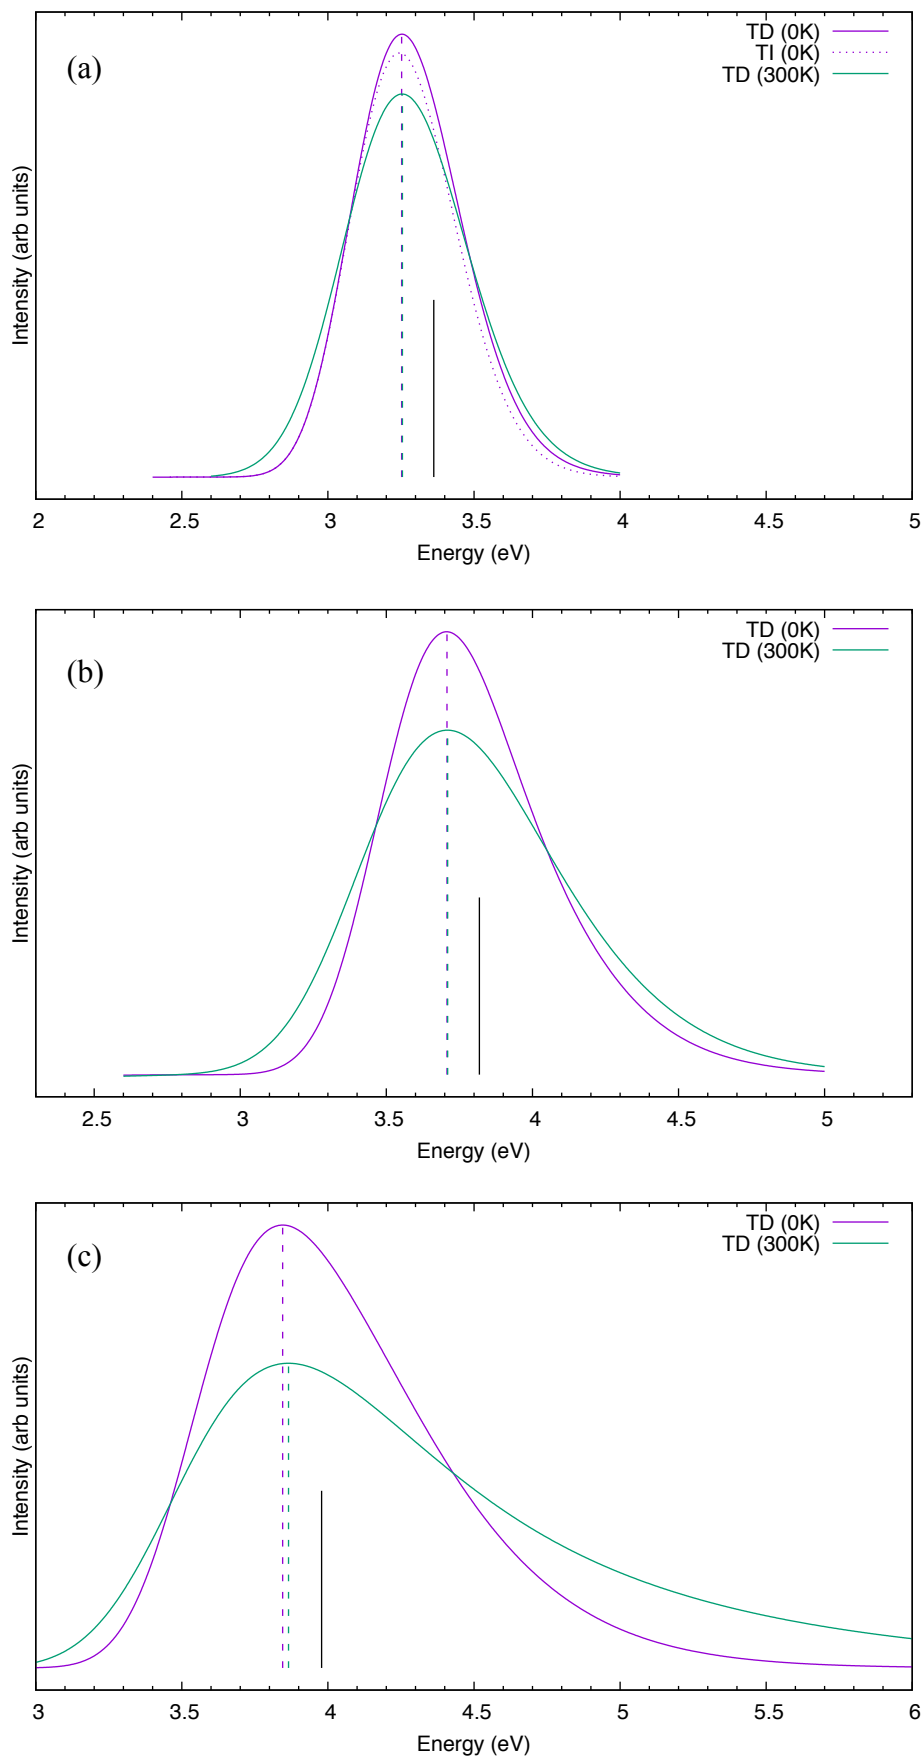 (a)
TD (0K)
TI (0K)
TD (300K)
Intensity (arb units)
2 2.5 3 3.5 4 4.5 5
Energy (eV)
(b)
TD (0K)
TD (300K)
Intensity (arb units)
2.5 3 3.5 4 4.5 5
Energy (eV)
(c)
TD (0K)
TD (300K)
Intensity (arb units)
3 3.5 4 4.5 5 5.5 6
Energy (eV)